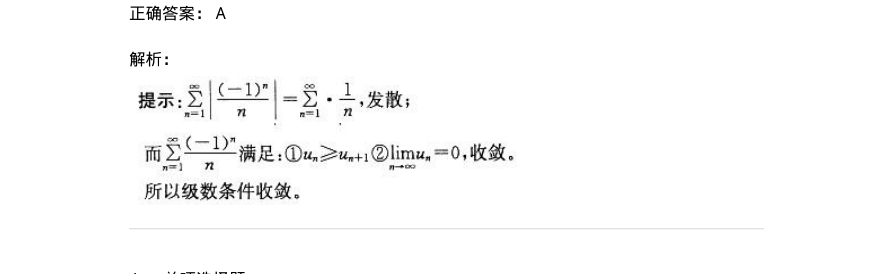 正确答案： A
解析：
提示：∑_{n=1}^{∞} |(-1)^n / n| = ∑_{n=1}^{∞} · 1/n，发散；
而 ∑_{n=1}^{∞} (-1)^n / n 满足：①u_n⩾u_{n+1}②lim_{n→∞} u_n=0，收敛。
所以级数条件收敛。